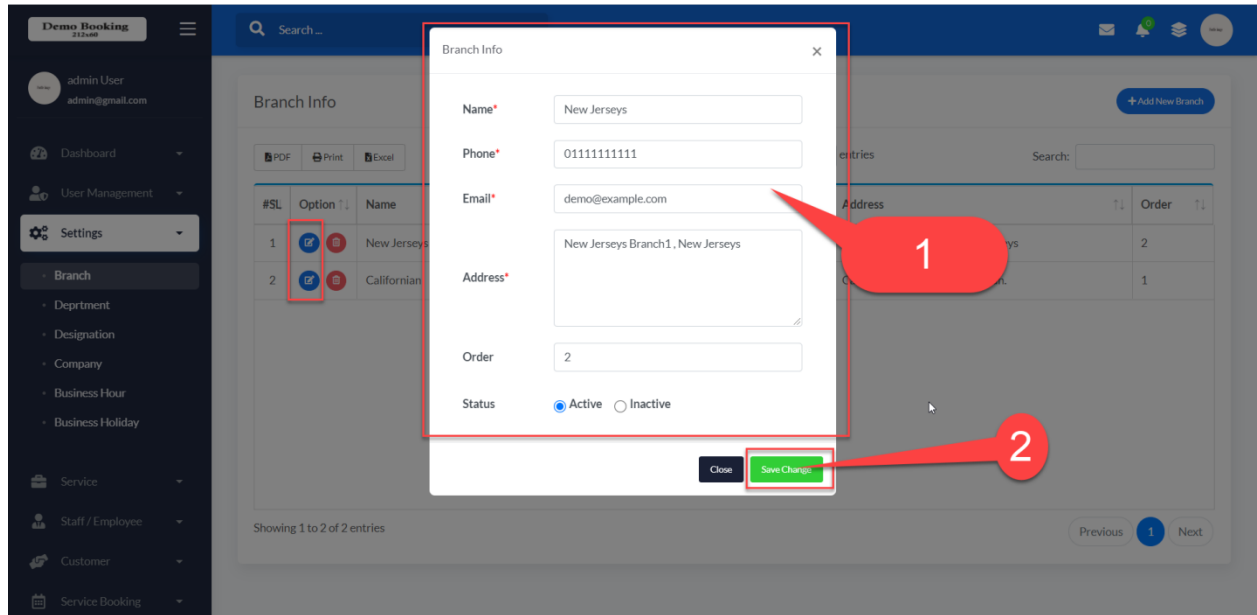 Demo Booking
212x60
Search ...
admin User
admin@gmail.com
Dashboard
User Management
Settings
Branch
Deprtment
Designation
Company
Business Hour
Business Holiday
Service
Staff / Employee
Customer
Service Booking
Branch Info
+ Add New Branch
PDF Print Excel
entries
Search:
#SL Option Name Address Order
1 New Jerseys ys 2
2 Californian 1
Showing 1 to 2 of 2 entries
Previous 1 Next
Branch Info ×
Name* New Jerseys
Phone* 01111111111
Email* demo@example.com
Address* New Jerseys Branch1 , New Jerseys
Order 2
Status Active Inactive
Close Save Change
1
2
0